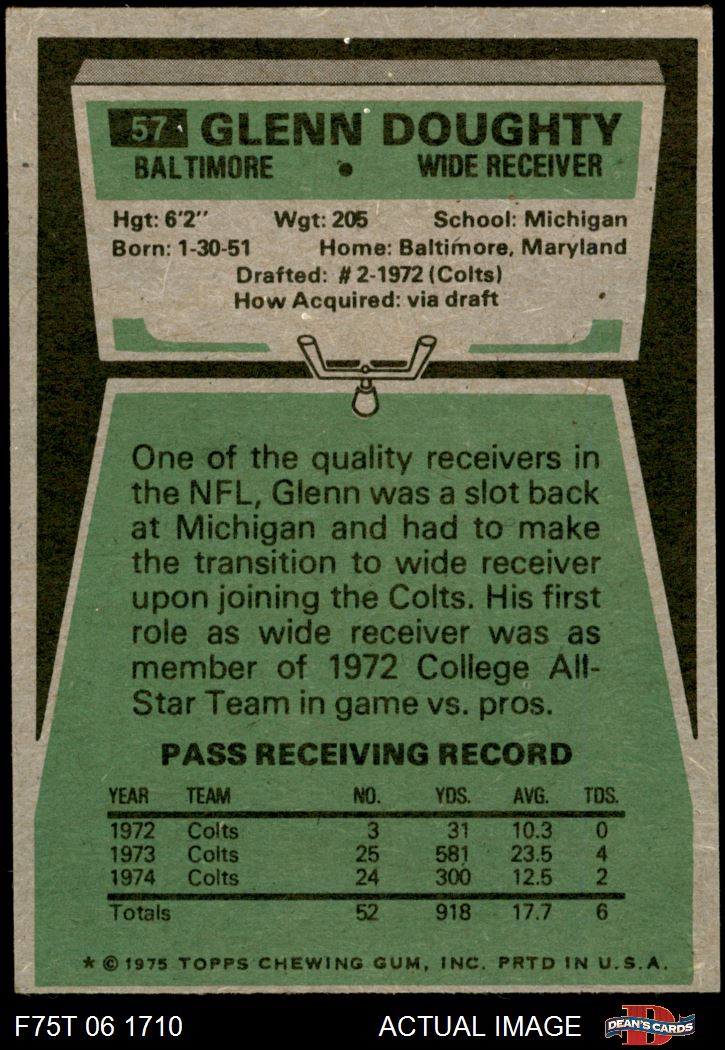 57 GLENN DOUGHTY
BALTIMORE • WIDE RECEIVER
Hgt: 6'2" Wgt: 205 School: Michigan
Born: 1-30-51 Home: Baltimore, Maryland
Drafted: #2-1972 (Colts)
How Acquired: via draft
One of the quality receivers in
the NFL, Glenn was a slot back
at Michigan and had to make
the transition to wide receiver
upon joining the Colts. His first
role as wide receiver was as
member of 1972 College All-
Star Team in game vs. pros.
PASS RECEIVING RECORD
YEAR TEAM NO. YDS. AVG. TDS.
1972 Colts 3 31 10.3 0
1973 Colts 25 581 23.5 4
1974 Colts 24 300 12.5 2
Totals 52 918 17.7 6
* © 1975 TOPPS CHEWING GUM, INC. PRTD IN U.S.A.
F75T 06 1710 ACTUAL IMAGE D DEAN'S CARDS